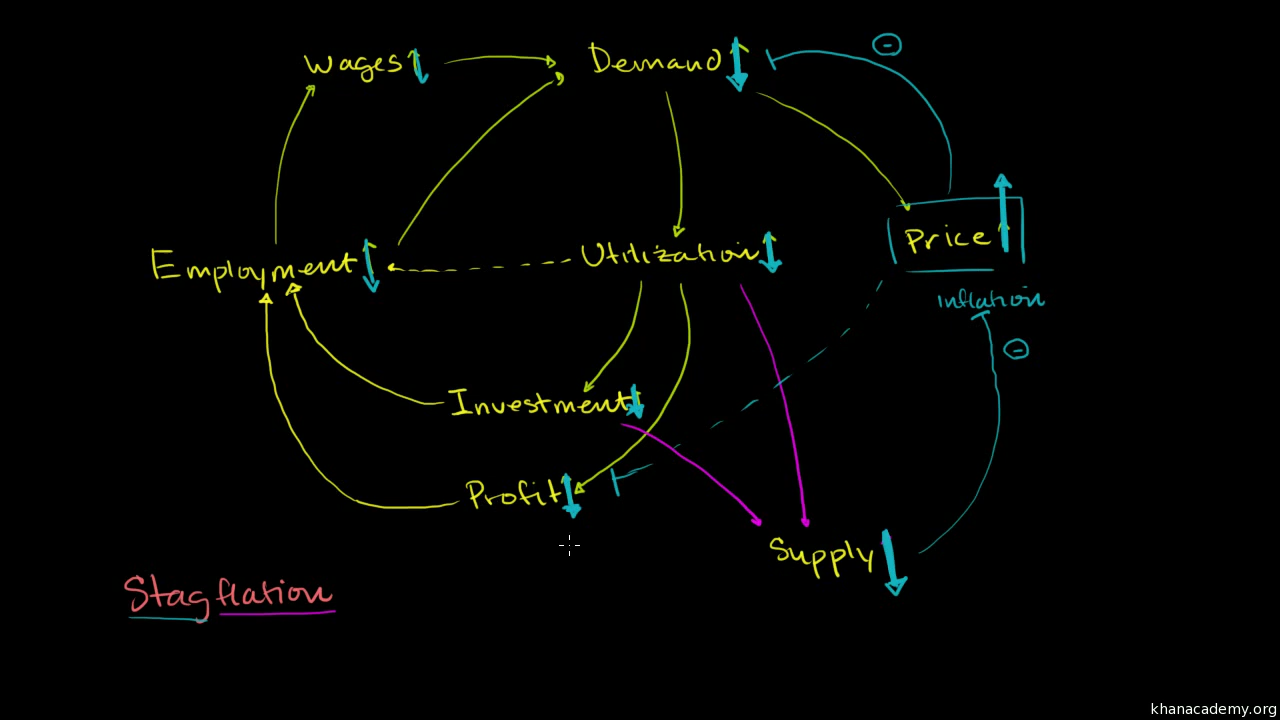 Wages
Demand
Price
Employment
Utilization
Inflation
Investment
Profit
Supply
Stagflation
khanacademy.org